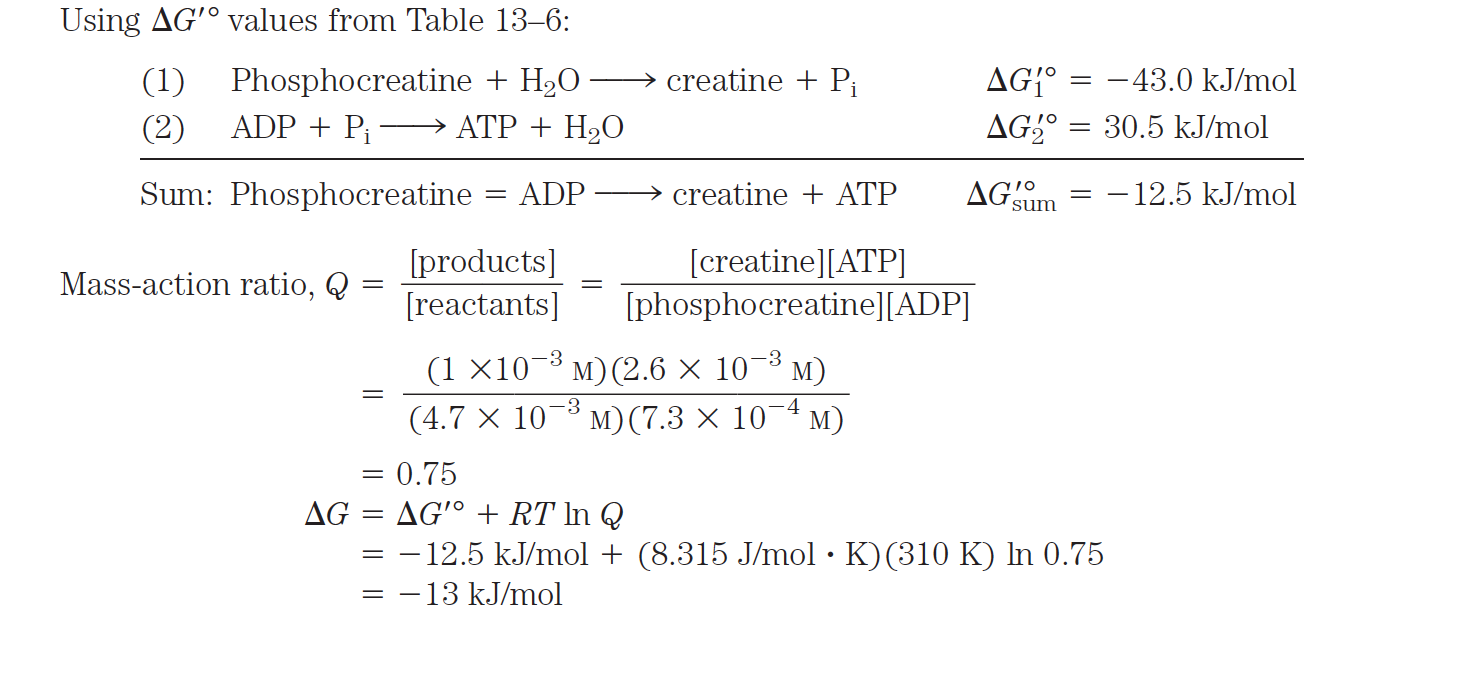 Using ΔG′° values from Table 13–6:
(1) Phosphocreatine + H₂O ⟶ creatine + Pᵢ ΔG₁′° = −43.0 kJ/mol
(2) ADP + Pᵢ ⟶ ATP + H₂O ΔG₂′° = 30.5 kJ/mol
Sum: Phosphocreatine = ADP ⟶ creatine + ATP ΔG′°sum = −12.5 kJ/mol
Mass-action ratio, Q = [products]/[reactants] = [creatine][ATP]/[phosphocreatine][ADP]
= (1 ×10⁻³ M)(2.6 × 10⁻³ M)/(4.7 × 10⁻³ M)(7.3 × 10⁻⁴ M)
= 0.75
ΔG = ΔG′° + RT ln Q
= −12.5 kJ/mol + (8.315 J/mol · K)(310 K) ln 0.75
= −13 kJ/mol